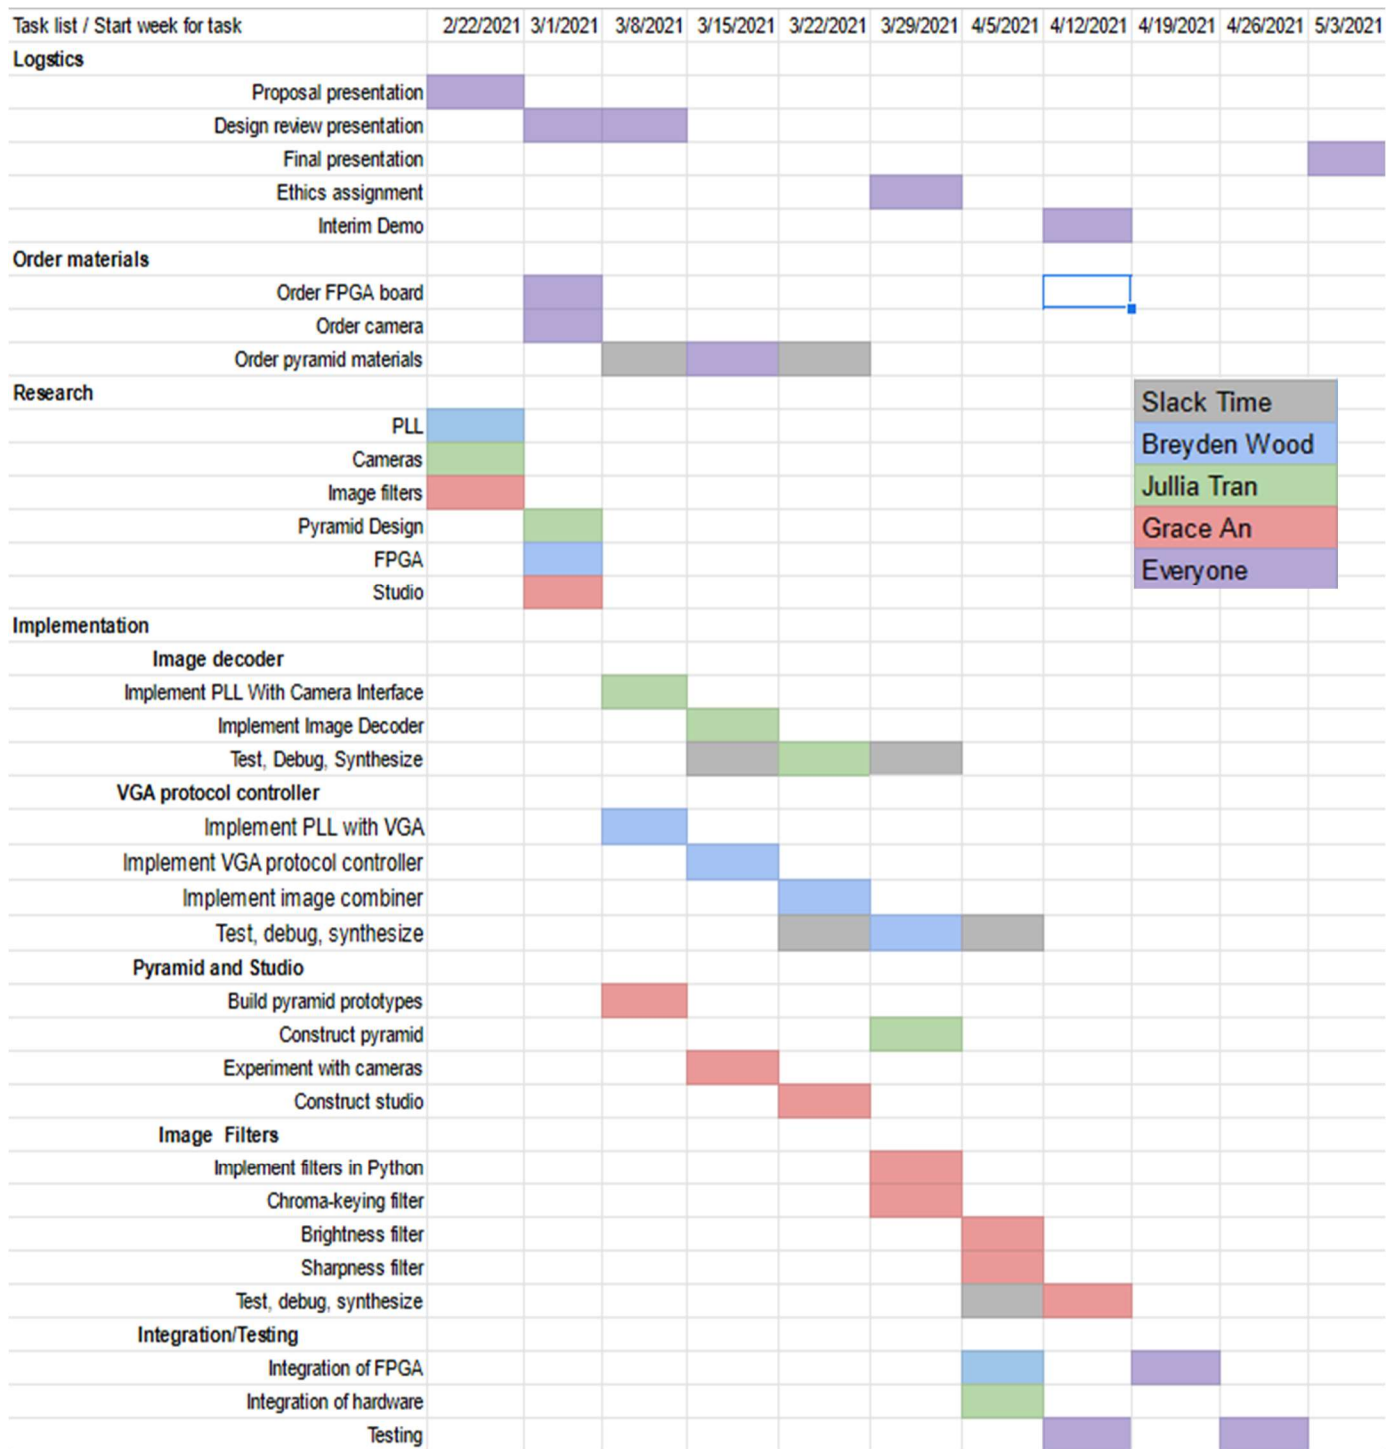 Task list / Start week for task 2/22/2021 3/1/2021 3/8/2021 3/15/2021 3/22/2021 3/29/2021 4/5/2021 4/12/2021 4/19/2021 4/26/2021 5/3/2021
Logstics
Proposal presentation
Design review presentation
Final presentation
Ethics assignment
Interim Demo
Order materials
Order FPGA board
Order camera
Order pyramid materials
Research
PLL
Cameras
Image filters
Pyramid Design
FPGA
Studio
Slack Time
Breyden Wood
Jullia Tran
Grace An
Everyone
Implementation
Image decoder
Implement PLL With Camera Interface
Implement Image Decoder
Test, Debug, Synthesize
VGA protocol controller
Implement PLL with VGA
Implement VGA protocol controller
Implement image combiner
Test, debug, synthesize
Pyramid and Studio
Build pyramid prototypes
Construct pyramid
Experiment with cameras
Construct studio
Image Filters
Implement filters in Python
Chroma-keying filter
Brightness filter
Sharpness filter
Test, debug, synthesize
Integration/Testing
Integration of FPGA
Integration of hardware
Testing